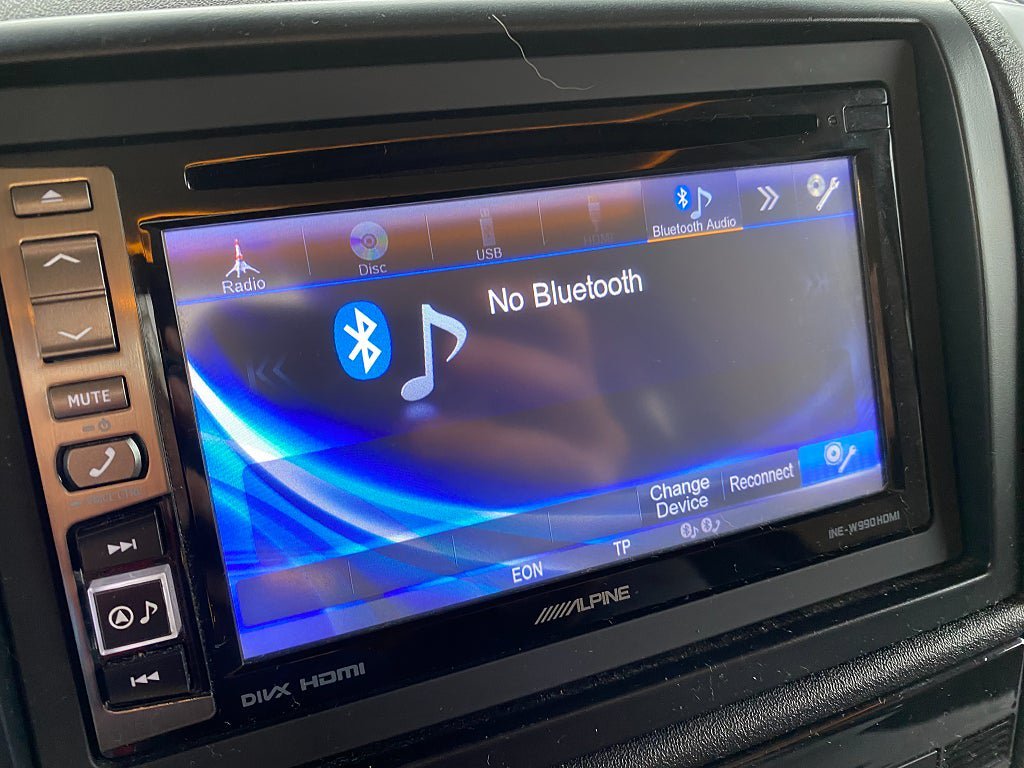 Radio
Disc
USB
HDMI
Bluetooth Audio
No Bluetooth
MUTE
Change
Device
Reconnect
EON
TP
iNE-W990HDMI
ALPINE
DIVX HDMI